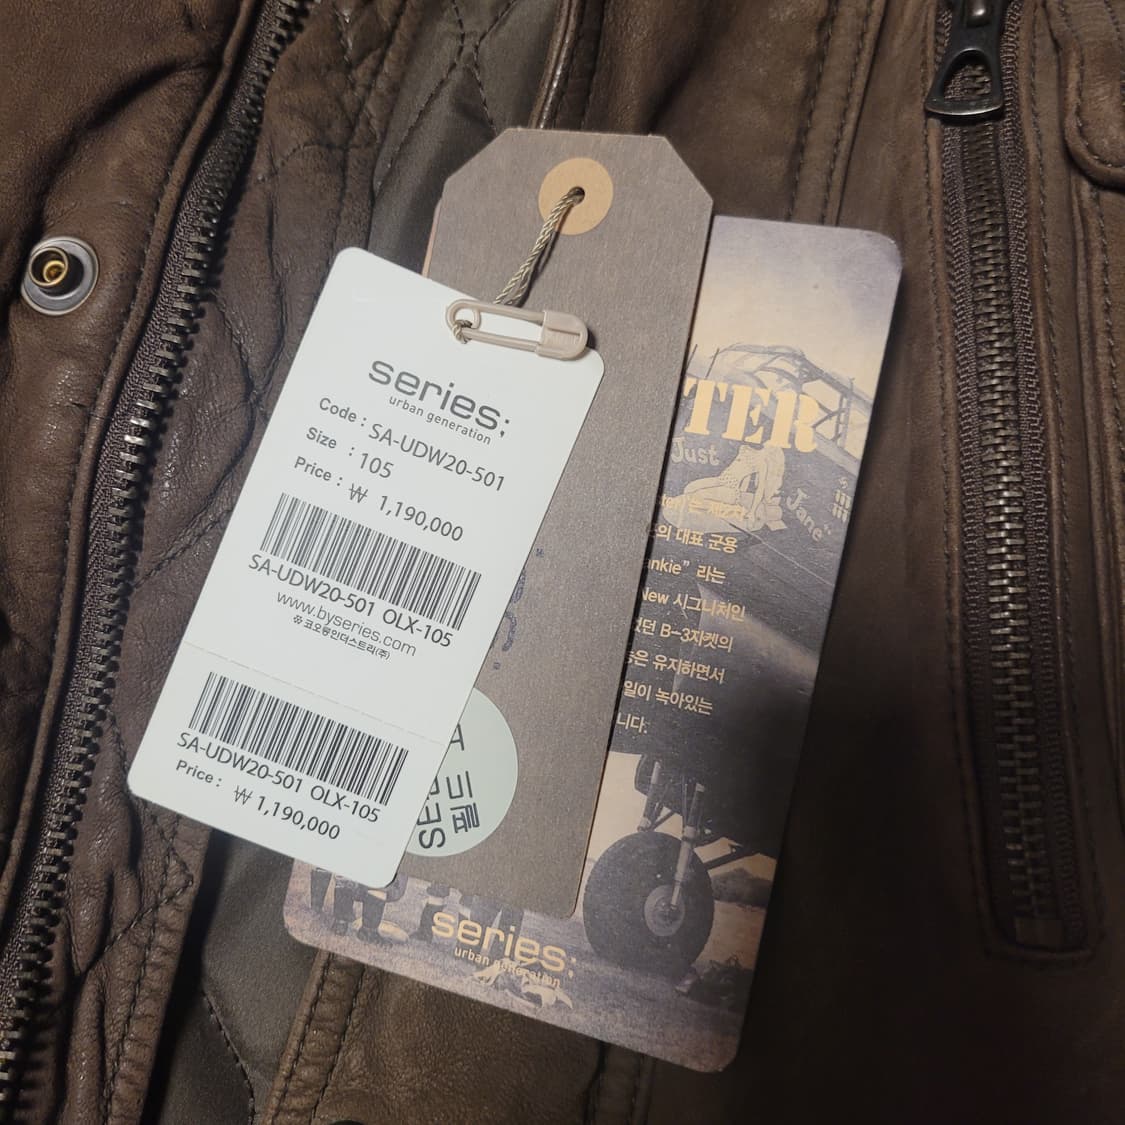 series;
urban generation
Code : SA-UDW20-501
Size : 105
Price : ₩ 1,190,000
SA-UDW20-501 OLX-105
www.byseries.com
코오롱인더스트리(주)
SA-UDW20-501 OLX-105
Price : ₩ 1,190,000
TER
Just
Jane"
는
의 대표 군용
ankie” 라는
New 시그니처인
던 B-3자켓의
은 유지하면서
일이 녹아있는
니다.
series;
urban generation